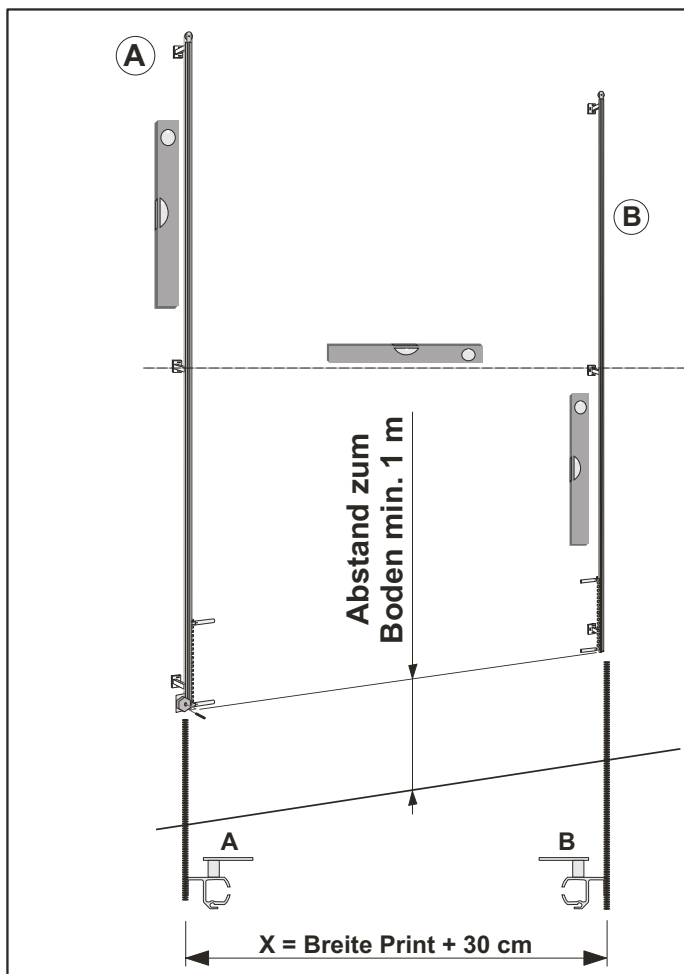 A
B
Abstand zum
Boden min. 1 m
A
B
X = Breite Print + 30 cm